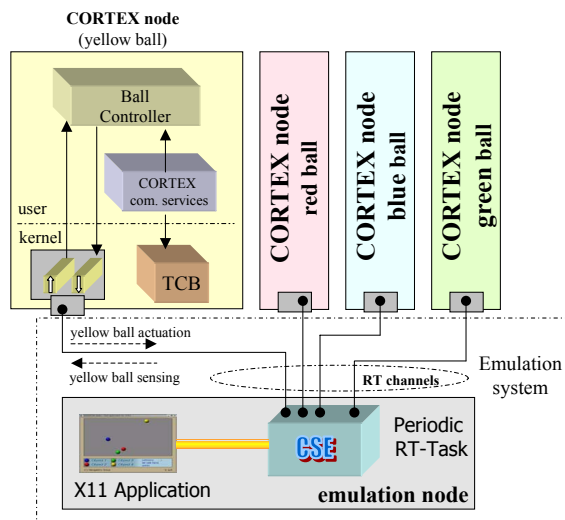 CORTEX node
(yellow ball)
Ball
Controller
CORTEX
com. services
user
kernel
TCB
CORTEX node
red ball
CORTEX node
blue ball
CORTEX node
green ball
yellow ball actuation
yellow ball sensing
RT channels
Emulation
system
CSE
Periodic
RT-Task
X11 Application
emulation node